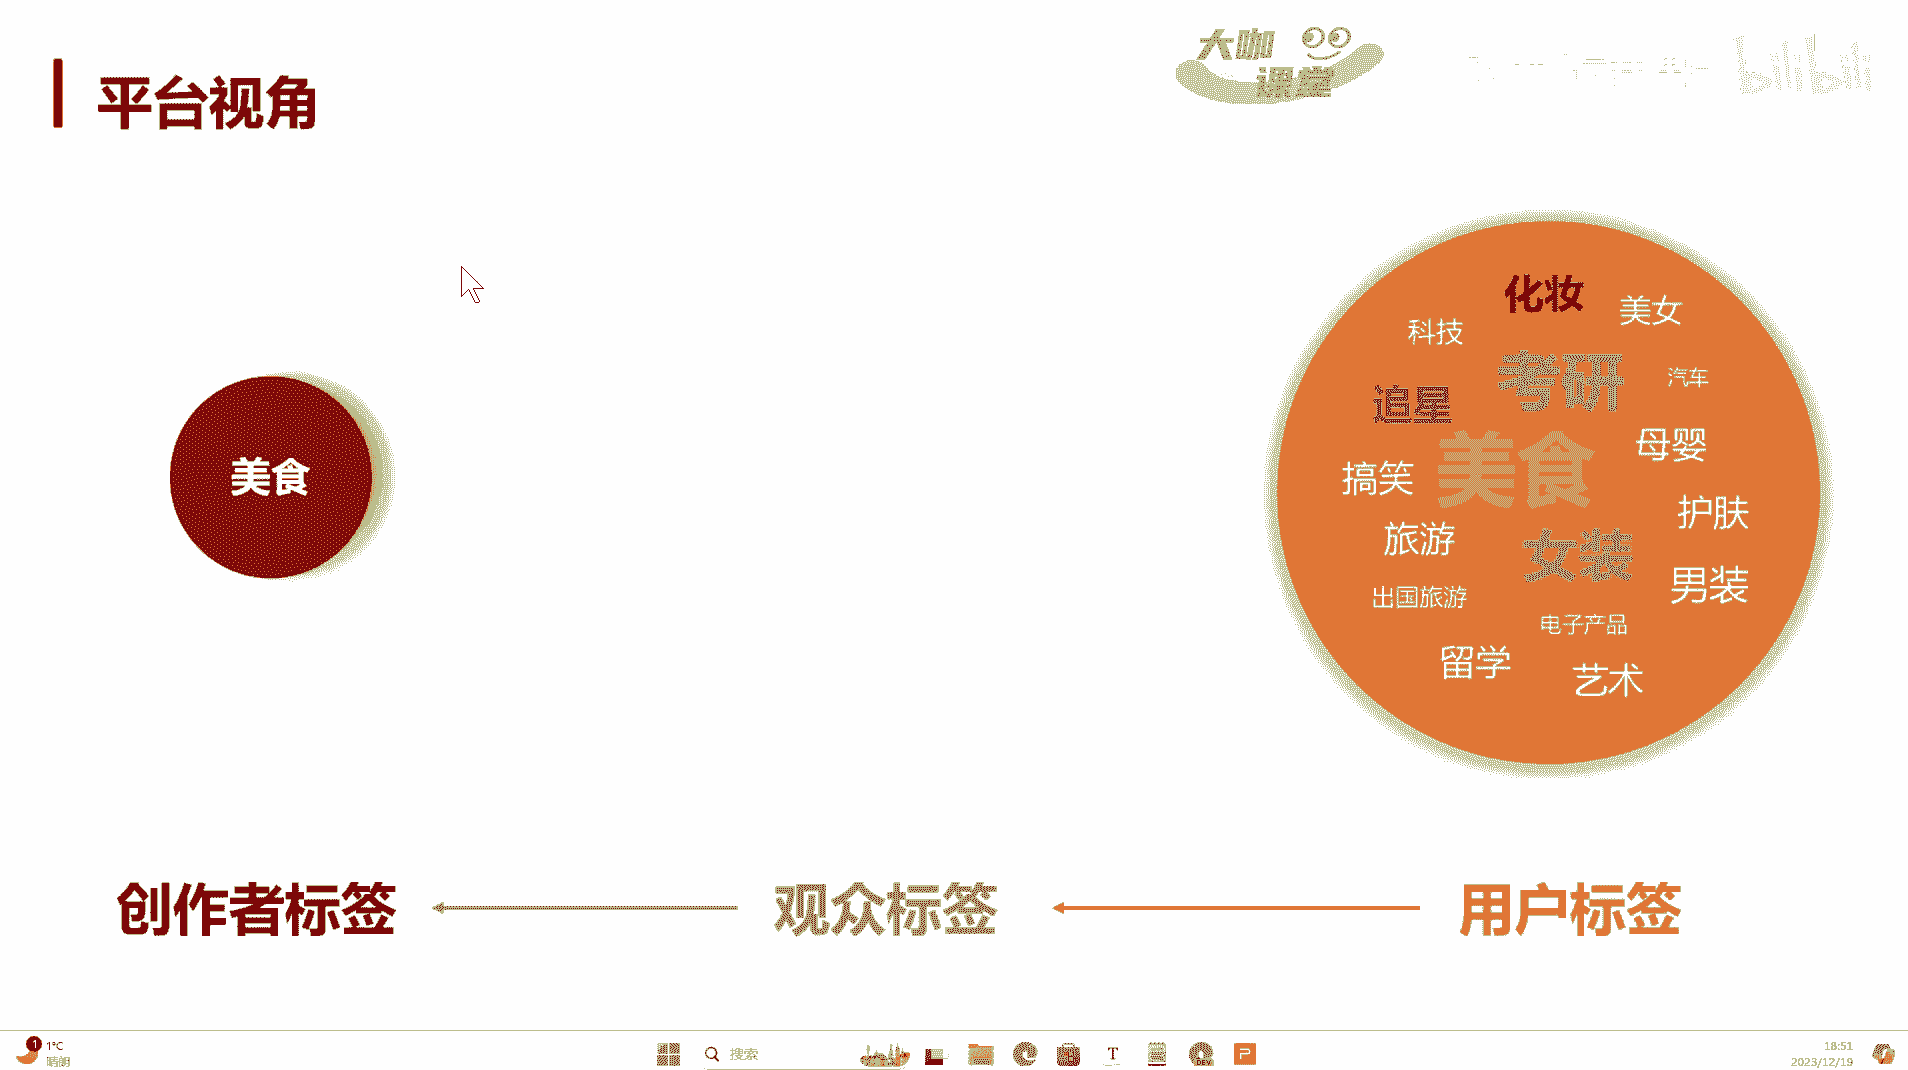 平台视角
大咖
课堂
bilibili
化妆
美女
科技
考研
汽车
追星
母婴
美食
搞笑
美食
护肤
旅游
女装
男装
出国旅游
电子产品
留学
艺术
创作者标签
观众标签
用户标签
1
1°C
晴朗
搜索
T
DEV
P
18:51
2023/12/19